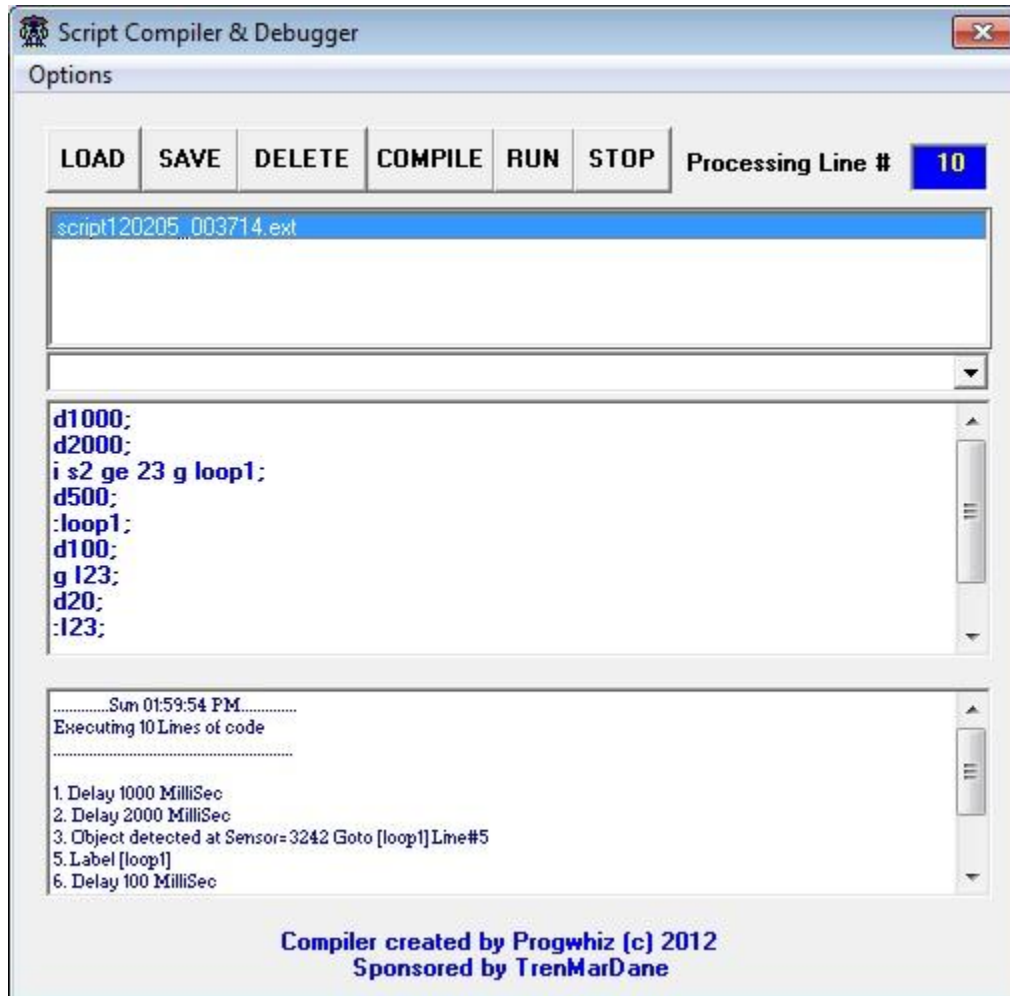 Script Compiler & Debugger
Options
LOAD SAVE DELETE COMPILE RUN STOP Processing Line # 10
script120205_003714.ext
d1000;
d2000;
i s2 ge 23 g loop1;
d500;
:loop1;
d100;
g l23;
d20;
:l23;
............Sun 01:59:54 PM............
Executing 10 Lines of code
....................................................
1. Delay 1000 MilliSec
2. Delay 2000 MilliSec
3. Object detected at Sensor=3242 Goto [loop1] Line#5
5. Label [loop1]
6. Delay 100 MilliSec
Compiler created by Progwhiz (c) 2012
Sponsored by TrenMarDane